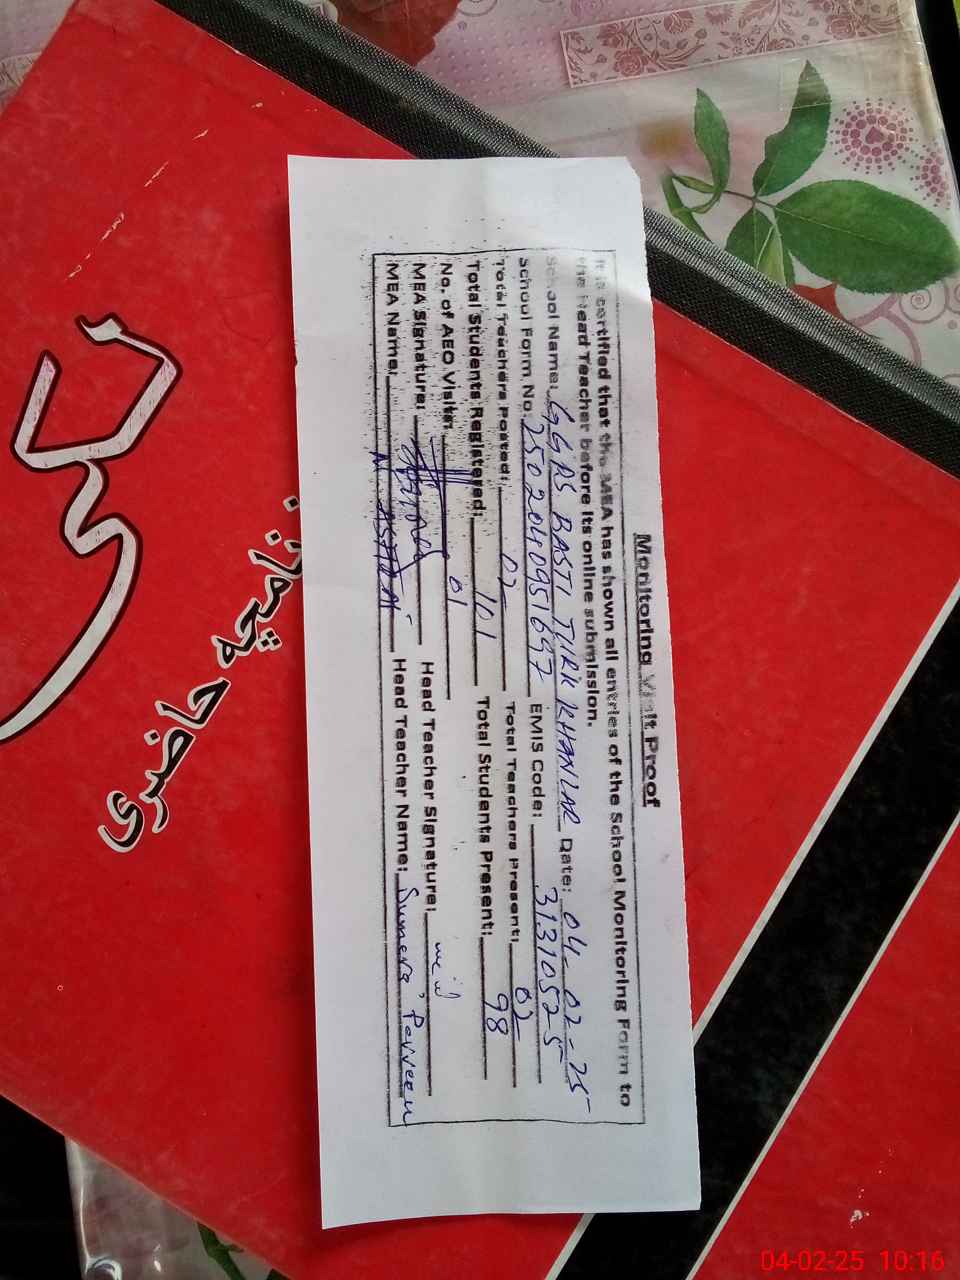 Monitoring Visit Proof
It is certified that the MEA has shown all entries of the School Monitoring Form to
the Head Teacher before its online submission.
School Name: GGPS BASTI TURK KHANLAR Date: 04-02-25
School Form No. 2502040951697 EMIS Code: 31310525
Total Teachers Posted: 02 Total Teachers Present: 02
Total Students Registered: 101 Total Students Present: 98
No. of AEO Visits: 01
MEA Signature: Head Teacher Signature:
MEA Name: Head Teacher Name: Sumera Parveen
حاضری
04-02-25 10:16